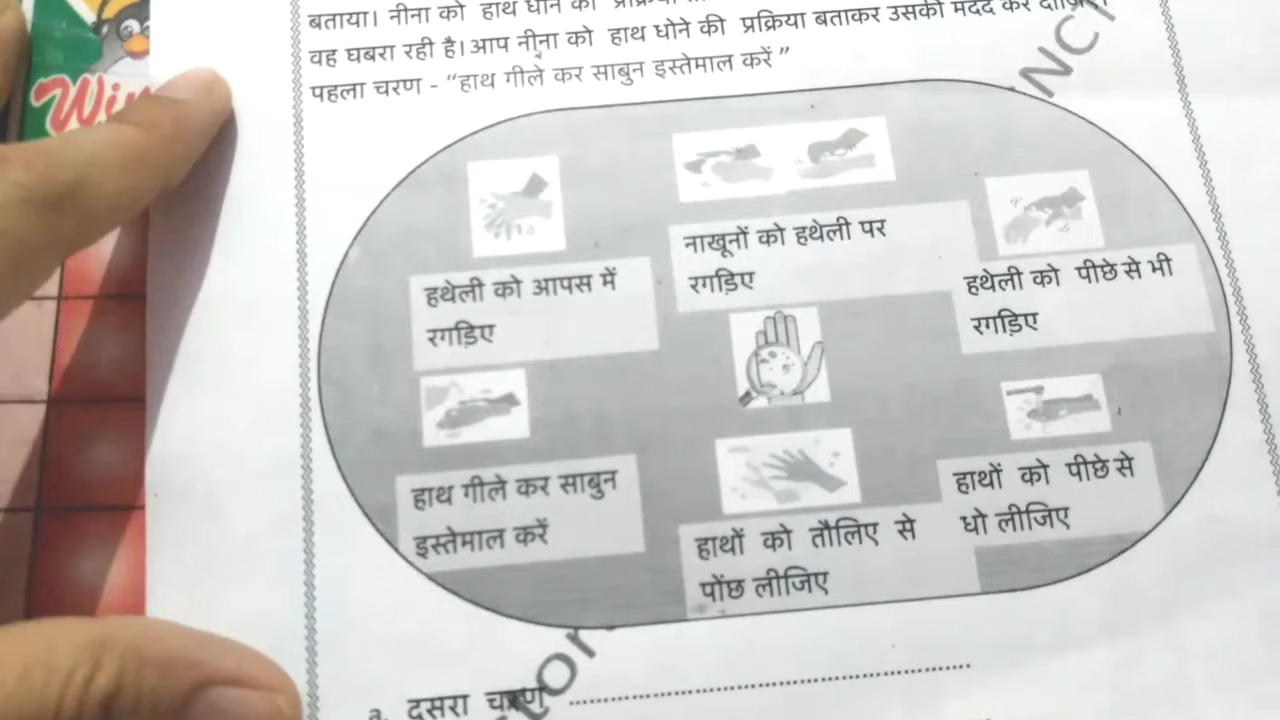 बताया। नीना को हाथ धोने की
वह घबरा रही है। आप नीना को हाथ धोने की प्रक्रिया बताकर उसकी मदद कर दीजिए।
पहला चरण - “हाथ गीले कर साबुन इस्तेमाल करें”
हथेली को आपस में
रगड़िए
नाखूनों को हथेली पर
रगड़िए
हथेली को पीछे से भी
रगड़िए
हाथ गीले कर साबुन
इस्तेमाल करें
हाथों को तौलिए से
पोंछ लीजिए
हाथों को पीछे से
धो लीजिए
a. दूसरा चरण ........................................